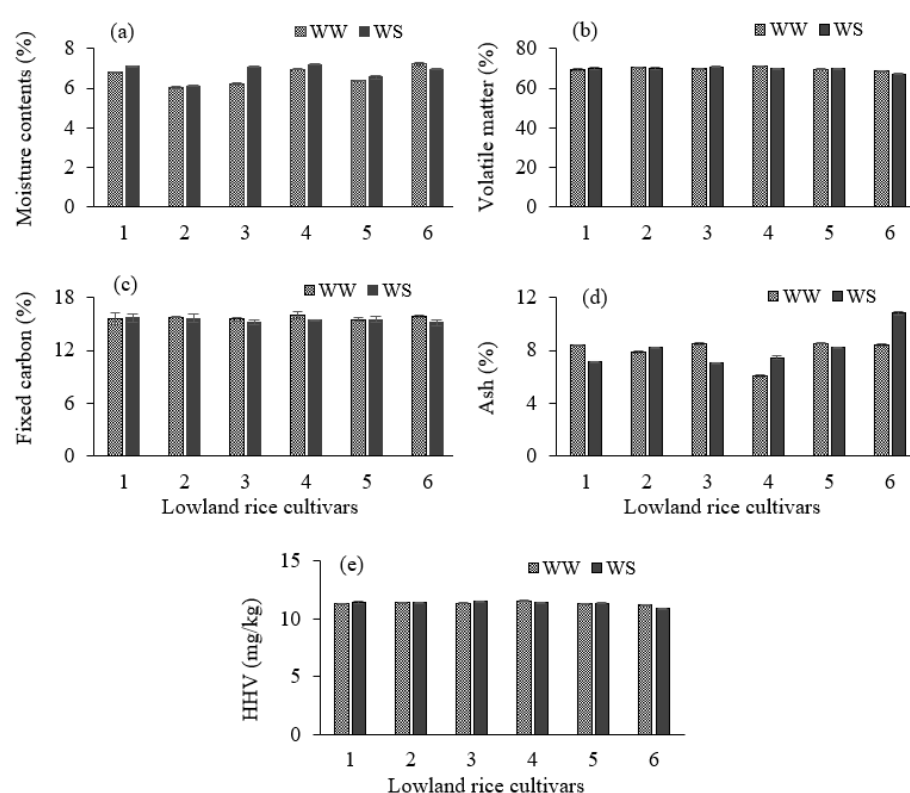 (a)
WW WS
Moisture contents (%)
8
6
4
2
0
1 2 3 4 5 6
(b)
WW WS
Volatile matter (%)
80
60
40
20
0
1 2 3 4 5 6
(c)
WW WS
Fixed carbon (%)
18
12
6
0
1 2 3 4 5 6
Lowland rice cultivars
(d)
WW WS
Ash (%)
12
8
4
0
1 2 3 4 5 6
Lowland rice cultivars
(e)
WW WS
HHV (mg/kg)
15
10
5
0
1 2 3 4 5 6
Lowland rice cultivars